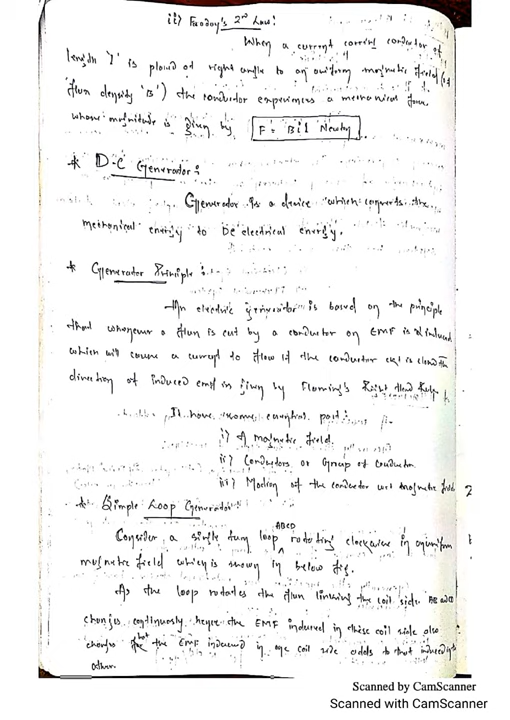 ii) Faraday's 2nd Law:
When a current carring conductor of
length 'l' is placed at right angle to an uniform magnetic field (of
flux density 'B') the conductor experiences a mechanical force
whose magnitude is given by F = Bil Newton
* D.C Generator:
Generator is a device which converts the
mechanical energy to DC electrical energy.
* Generator Principle:
An electric generator is based on the principle
that whenever a flux is cut by a conductor an EMF is induced
which will cause a current to flow if the conductor ckt is closed the
direction of induced emf is given by Flaming's Right Hand Rule
It have some essential part:
i) A magnetic field.
ii) Conductors or Group of conductor
iii) Motion of the conductor wrt magnetic field 2
* Simple Loop Generator:
ABCD
Consider a single turn loop rotating clockwise in an uniform
magnetic field which is shown in below fig.
As the loop rotates the flux linking the coil side AB and CD
changes continuously hence the EMF induced in these coil side also
changes but the EMF induced in one coil side adds to that induced in
other.
Scanned by CamScanner
Scanned with CamScanner